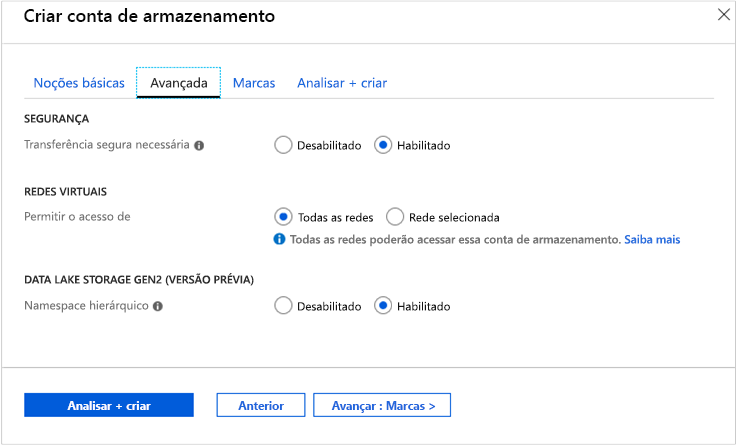 Criar conta de armazenamento
Noções básicas Avançada Marcas Analisar + criar
SEGURANÇA
Transferência segura necessária Desabilitado Habilitado
REDES VIRTUAIS
Permitir o acesso de Todas as redes Rede selecionada
Todas as redes poderão acessar essa conta de armazenamento. Saiba mais
DATA LAKE STORAGE GEN2 (VERSÃO PRÉVIA)
Namespace hierárquico Desabilitado Habilitado
Analisar + criar Anterior Avançar : Marcas >